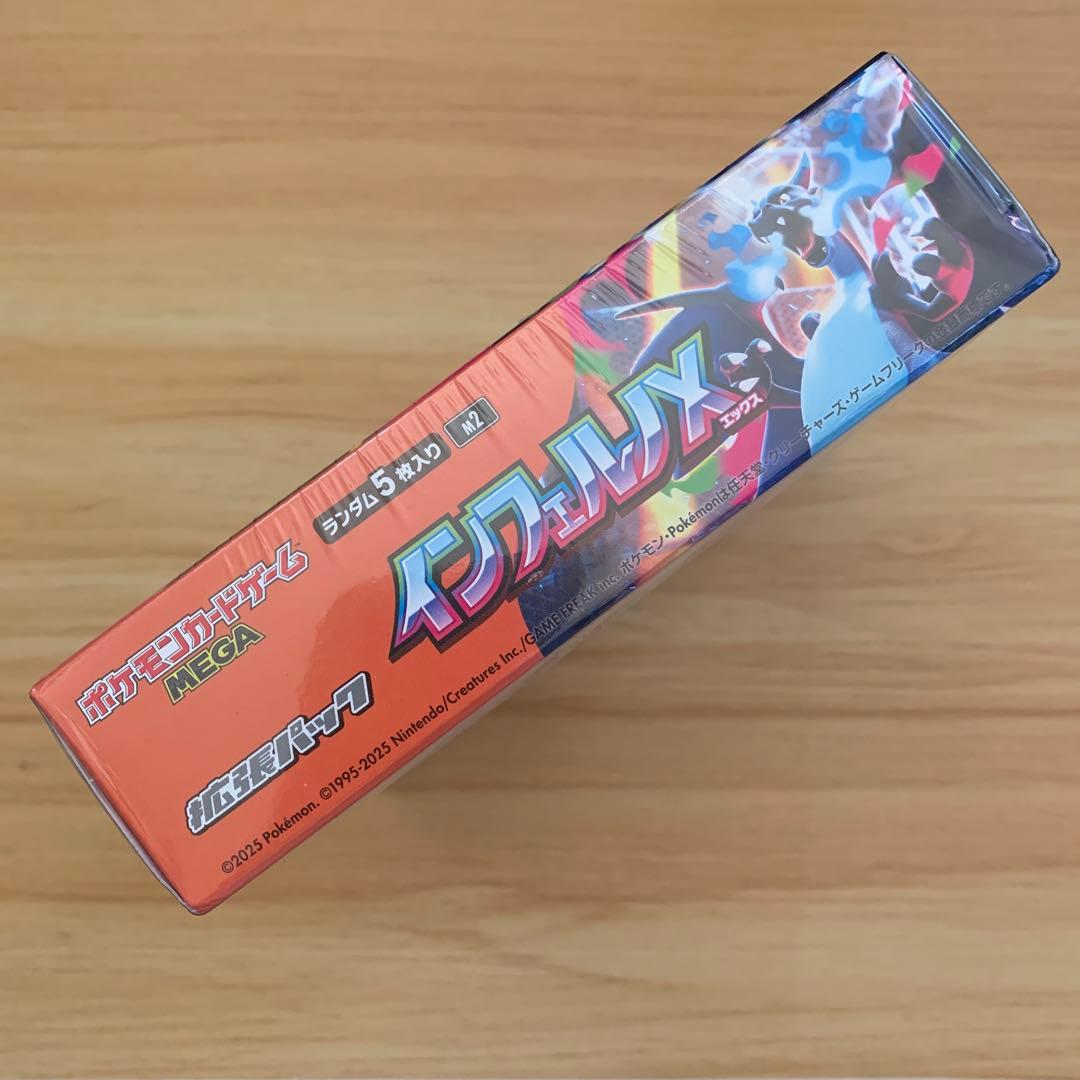 ポケモンカードゲーム
MEGA
拡張パック
ランダム5枚入り
M2
インフェルノX
エックス
©2025 Pokémon. ©1995-2025 Nintendo/Creatures Inc./GAME FREAK inc. ポケモン・Pokémonは任天堂・クリーチャーズ・ゲームフリークの登録商標です。